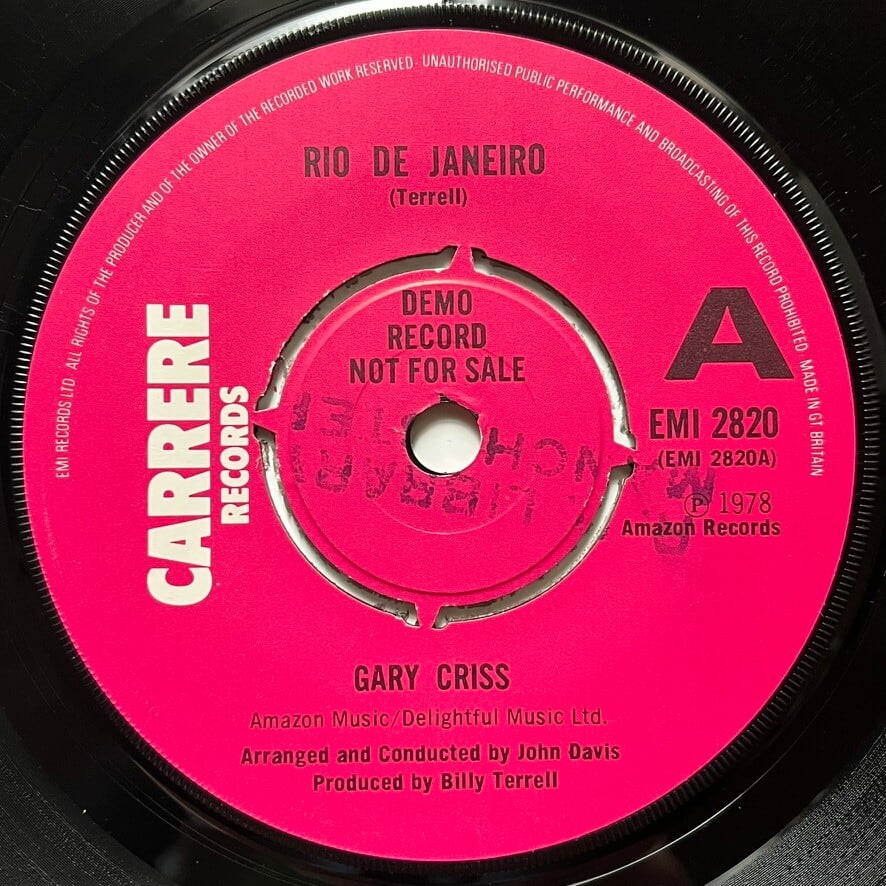 EMI RECORDS LTD ALL RIGHTS OF THE PRODUCER AND OF THE OWNER OF THE RECORDED WORK RESERVED · UNAUTHORISED PUBLIC PERFORMANCE AND BROADCASTING OF THIS RECORD PROHIBITED · MADE IN GT BRITAIN
RIO DE JANEIRO
(Terrell)
DEMO
RECORD
NOT FOR SALE
A
CARRERE
RECORDS
EMI 2820
(EMI 2820A)
Ⓟ 1978
Amazon Records
GARY CRISS
Amazon Music/Delightful Music Ltd.
Arranged and Conducted by John Davis
Produced by Billy Terrell